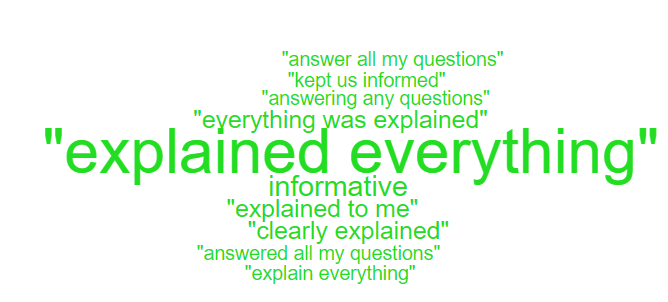 "answer all my questions"
"kept us informed"
"answering any questions"
"everything was explained"
"explained everything"
informative
"explained to me"
"clearly explained"
"answered all my questions"
"explain everything"